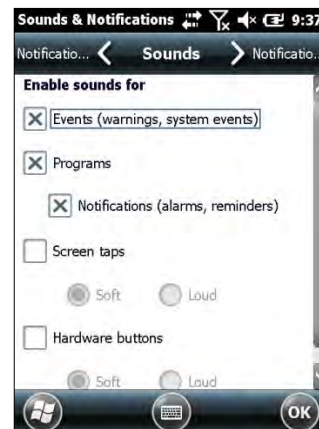 Sounds & Notifications 9:37
Notificatio... Sounds Notificatio..
Enable sounds for
Events (warnings, system events)
Programs
Notifications (alarms, reminders)
Screen taps
Soft Loud
Hardware buttons
Soft Loud
OK